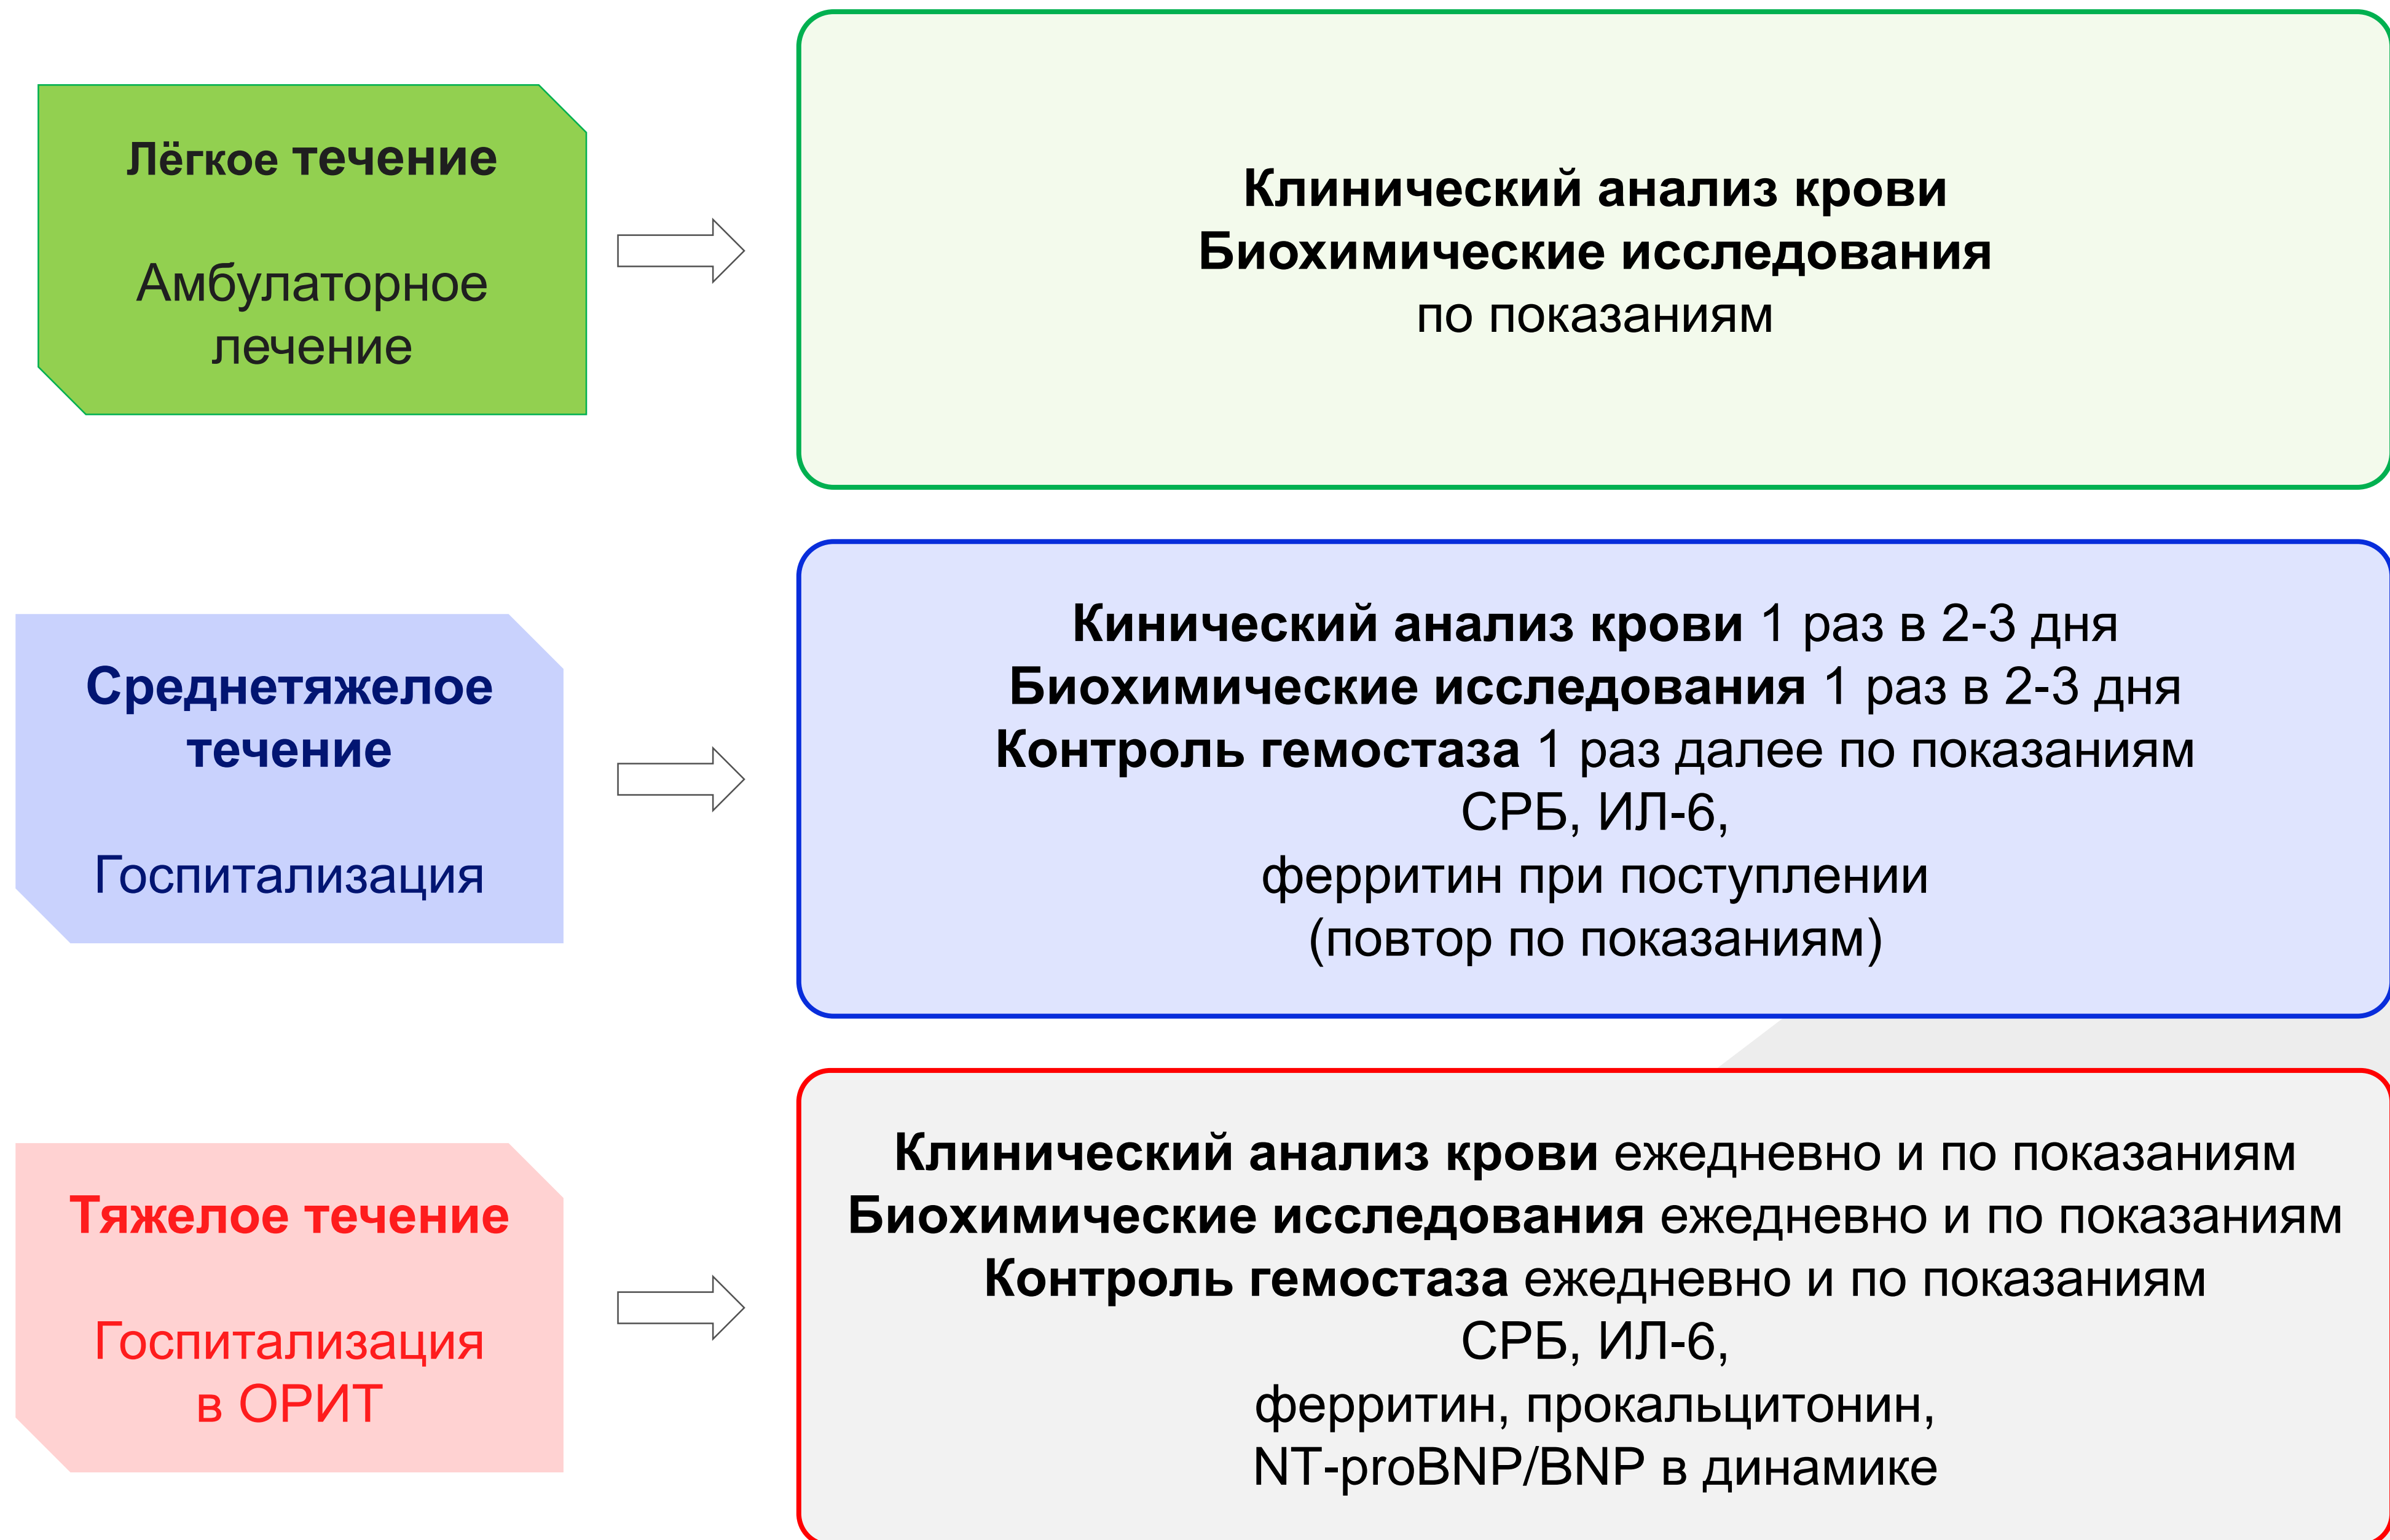 Лёгкое течение
Амбулаторное
лечение
Клинический анализ крови
Биохимические исследования
по показаниям
Среднетяжелое
течение
Госпитализация
Кинический анализ крови 1 раз в 2-3 дня
Биохимические исследования 1 раз в 2-3 дня
Контроль гемостаза 1 раз далее по показаниям
СРБ, ИЛ-6,
ферритин при поступлении
(повтор по показаниям)
Тяжелое течение
Госпитализация
в ОРИТ
Клинический анализ крови ежедневно и по показаниям
Биохимические исследования ежедневно и по показаниям
Контроль гемостаза ежедневно и по показаниям
СРБ, ИЛ-6,
ферритин, прокальцитонин,
NT-proBNP/BNP в динамике